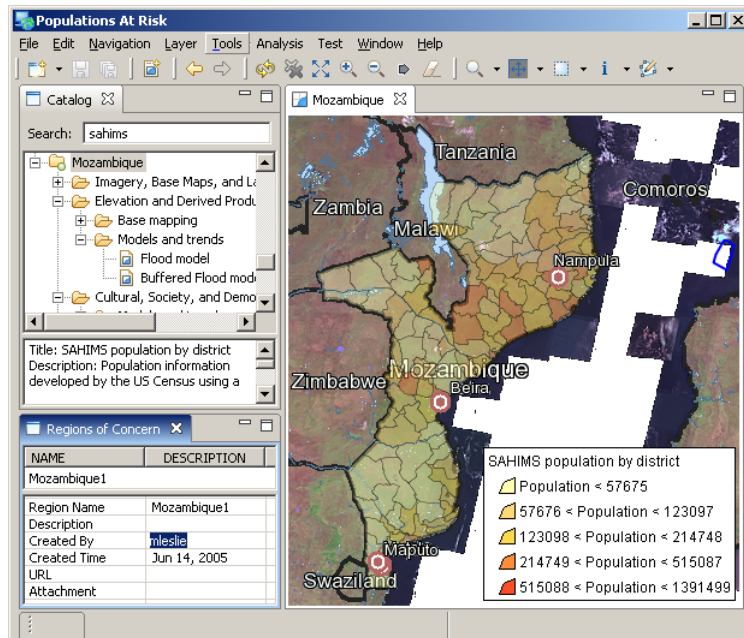 Populations At Risk
File Edit Navigation Layer Tools Analysis Test Window Help
Catalog
Search: sahims
Mozambique
Imagery, Base Maps, and La
Elevation and Derived Produ
Base mapping
Models and trends
Flood model
Buffered Flood mode
Cultural, Society, and Demo
Title: SAHIMS population by district
Description: Population information
developed by the US Census using a
Regions of Concern
NAME DESCRIPTION
Mozambique1
Region Name Mozambique1
Description
Created By mleslie
Created Time Jun 14, 2005
URL
Attachment
Mozambique
Tanzania
Comoros
Zambia
Malawi
Nampula
Mozambique
Zimbabwe
Beira
Maputo
Swaziland
SAHIMS population by district
Population < 57675
57676 < Population < 123097
123098 < Population < 214748
214749 < Population < 515087
515088 < Population < 1391499